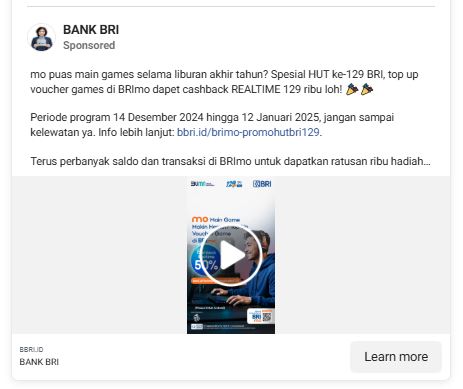 BANK BRI
Sponsored
mo puas main games selama liburan akhir tahun? Spesial HUT ke-129 BRI, top up
voucher games di BRImo dapet cashback REALTIME 129 ribu loh! 🎉🎉
Periode program 14 Desember 2024 hingga 12 Januari 2025, jangan sampai
kelewatan ya. Info lebih lanjut: bbri.id/brimo-promohutbri129.
Terus perbanyak saldo dan transaksi di BRImo untuk dapatkan ratusan ribu hadiah...
BRImo
129
BRI
mo Main Game
Voucher Game
di BRImo
50%
BRI
BBRI.ID
BANK BRI
Learn more